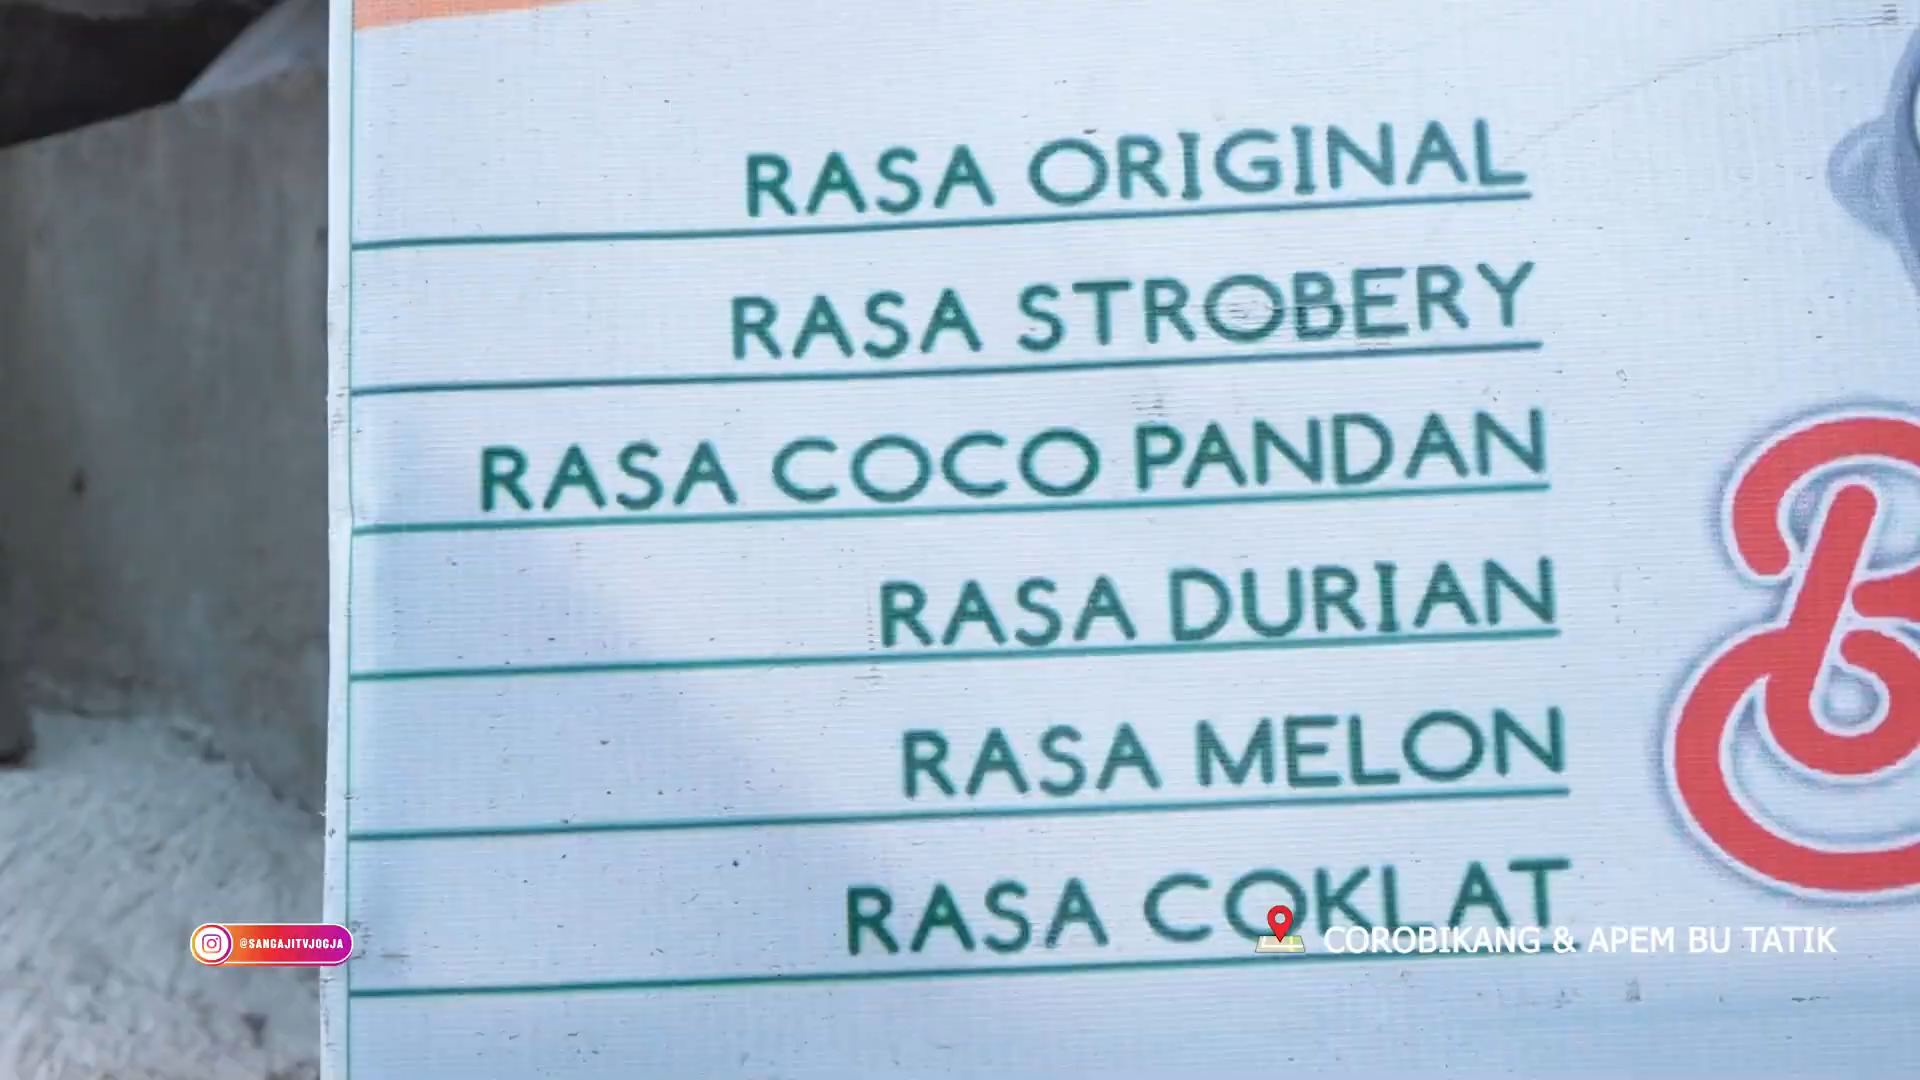 RASA ORIGINAL
RASA STROBERY
RASA COCO PANDAN
RASA DURIAN
RASA MELON
RASA COKLAT
@SANGAJITVJOGJA
COROBIKANG & APEM BU TATIK